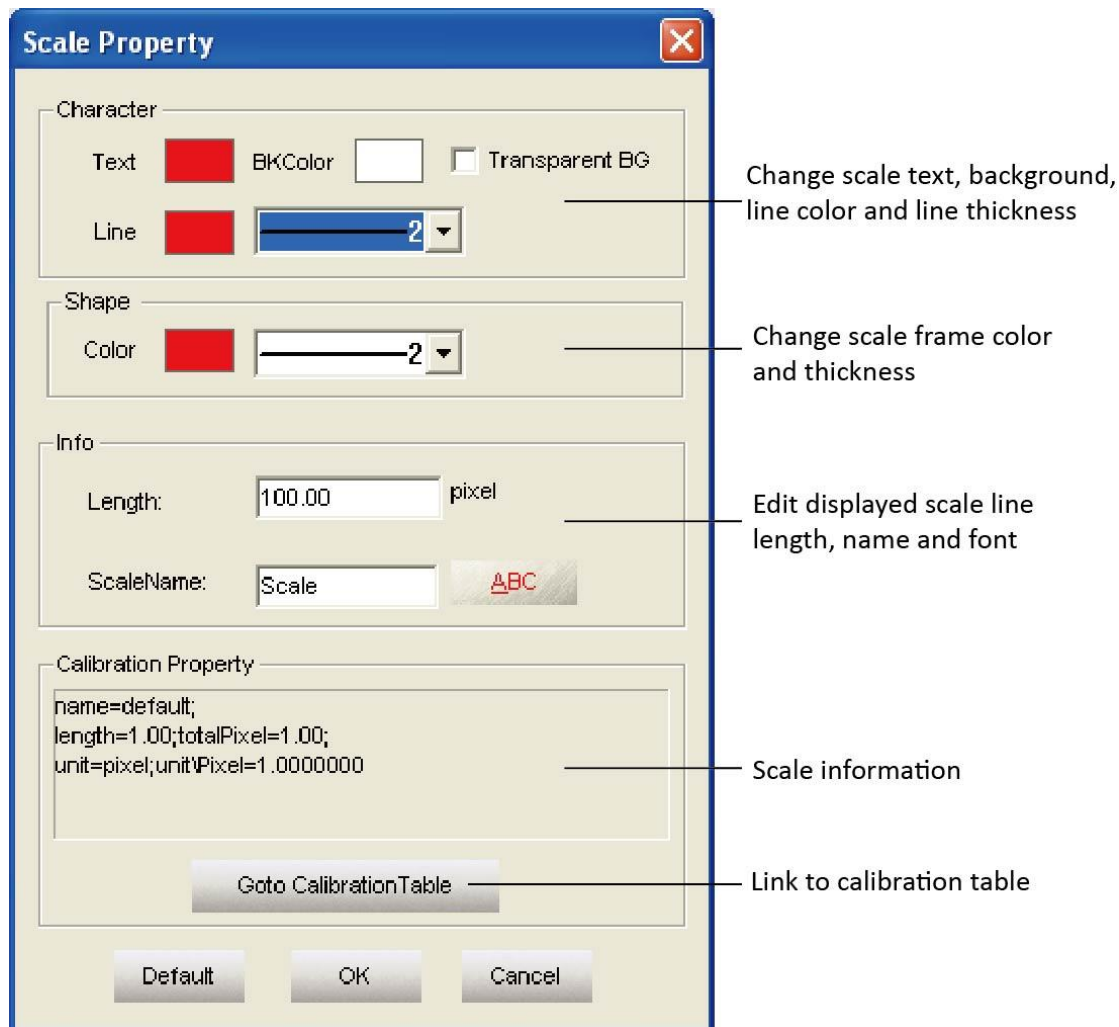 Scale Property
Character
Text BKColor Transparent BG
Line 2
Change scale text, background,
line color and line thickness
Shape
Color 2
Change scale frame color
and thickness
Info
Length: 100.00 pixel
ScaleName: Scale ABC
Edit displayed scale line
length, name and font
Calibration Property
name=default;
length=1.00;totalPixel=1.00;
unit=pixel;unit\Pixel=1.0000000
Scale information
Goto CalibrationTable
Link to calibration table
Default OK Cancel